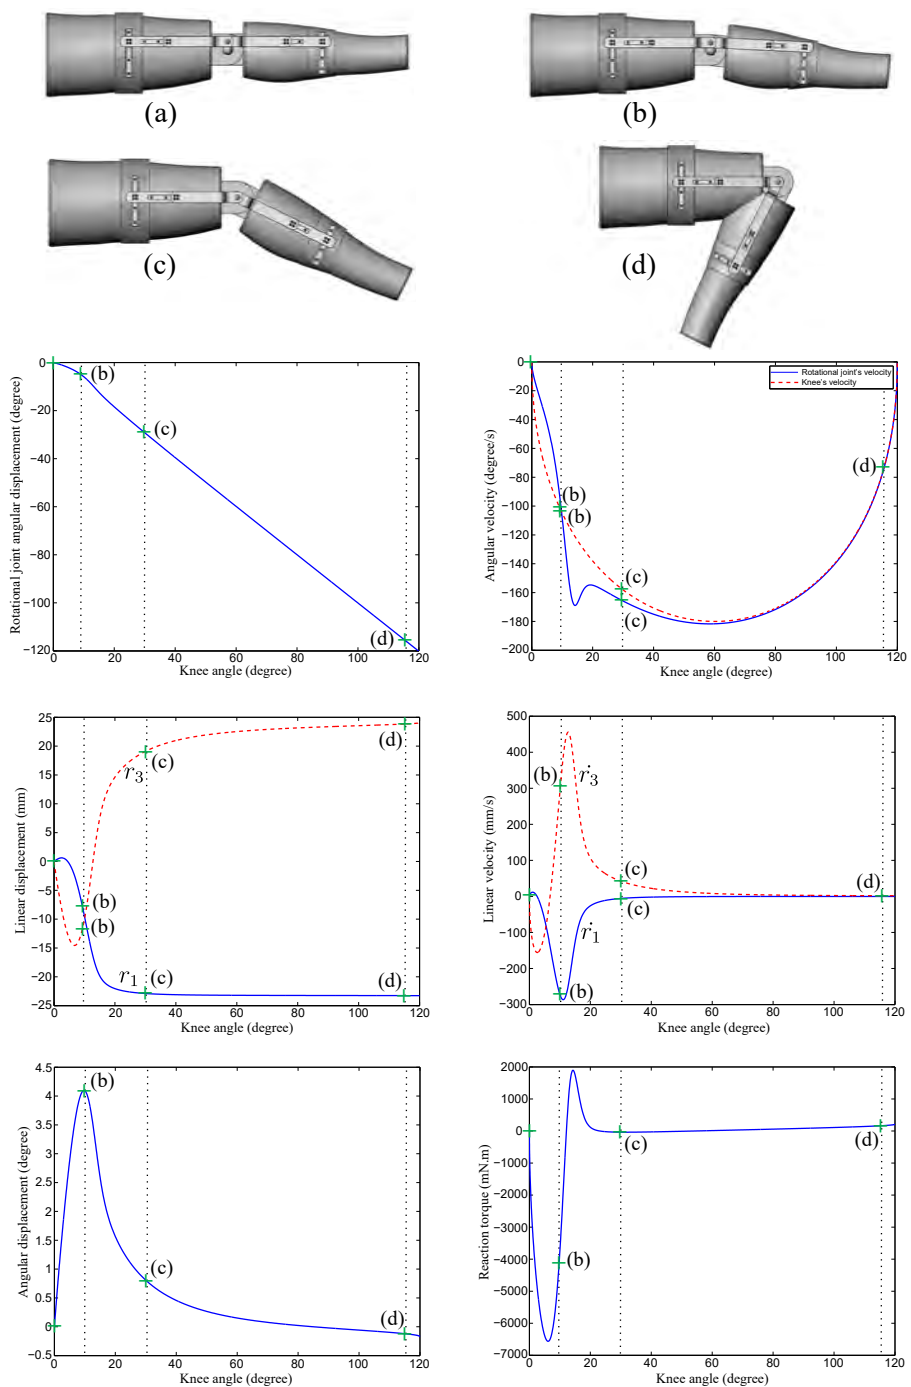 (a)
(b)
(c)
(d)
Rotational joint angular displacement (degree)
0
−20
−40
−60
−80
−100
−120
(b)
(c)
(d)
0 20 40 60 80 100 120
Knee angle (degree)
Angular velocity (degree/s)
0
−20
−40
−60
−80
−100
−120
−140
−160
−180
−200
Rotational joint's velocity
Knee's velocity
(b)
(b)
(c)
(c)
(d)
0 20 40 60 80 100 120
Knee angle (degree)
Linear displacement (mm)
25
20
15
10
5
0
−5
−10
−15
−20
−25
r3
(c)
(d)
(b)
(b)
r1
(c)
(d)
0 20 40 60 80 100 120
Knee angle (degree)
Linear velocity (mm/s)
500
400
300
200
100
0
−100
−200
−300
(b)
ṙ3
(c)
(d)
ṙ1
(c)
(b)
0 20 40 60 80 100 120
Knee angle (degree)
Angular displacement (degree)
4.5
4
3.5
3
2.5
2
1.5
1
0.5
0
−0.5
(b)
(c)
(d)
0 20 40 60 80 100 120
Knee angle (degree)
Reaction torque (mN.m)
2000
1000
0
−1000
−2000
−3000
−4000
−5000
−6000
−7000
(c)
(d)
(b)
0 20 40 60 80 100 120
Knee angle (degree)